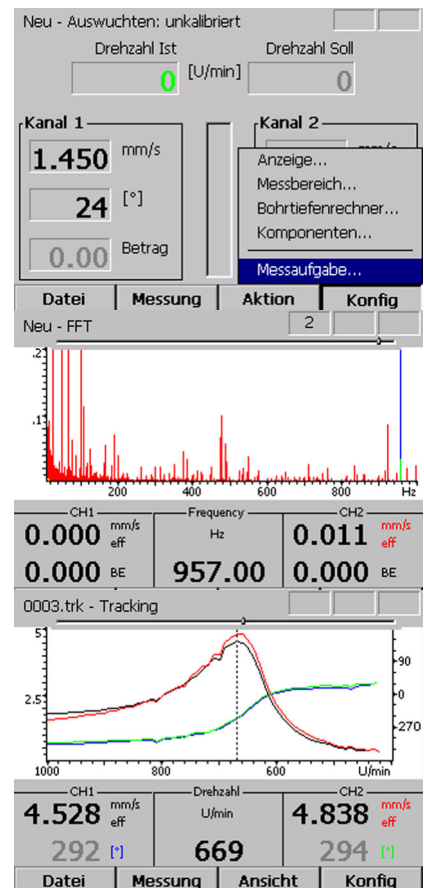 Neu - Auswuchten: unkalibriert
Drehzahl Ist Drehzahl Soll
0 [U/min] 0
Kanal 1 Kanal 2
1.450 mm/s
24 [°]
0.00 Betrag
Anzeige...
Messbereich...
Bohrtiefenrechner...
Komponenten...
Messaufgabe...
Datei Messung Aktion Konfig
Neu - FFT 2
.2
.1
200 400 600 800 Hz
CH1 Frequency CH2
0.000 mm/s eff Hz 0.011 mm/s eff
0.000 BE 957.00 0.000 BE
0003.trk - Tracking
5
90
2.5 0
270
1000 800 600 U/min
CH1 Drehzahl CH2
4.528 mm/s eff U/min 4.838 mm/s eff
292 [°] 669 294 [°]
Datei Messung Ansicht Konfig